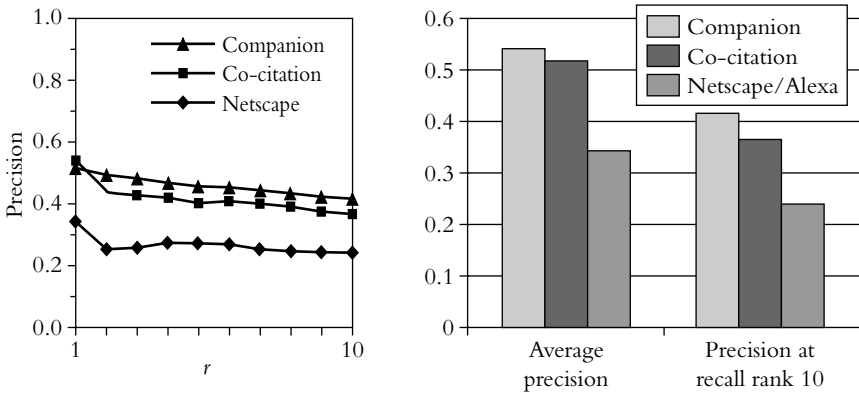 1.0
0.8
0.6
0.4
0.2
0.0
Precision
Companion
Co-citation
Netscape
1
10
r
0.6
0.5
0.4
0.3
0.2
0.1
0
Companion
Co-citation
Netscape/Alexa
Average
precision
Precision at
recall rank 10